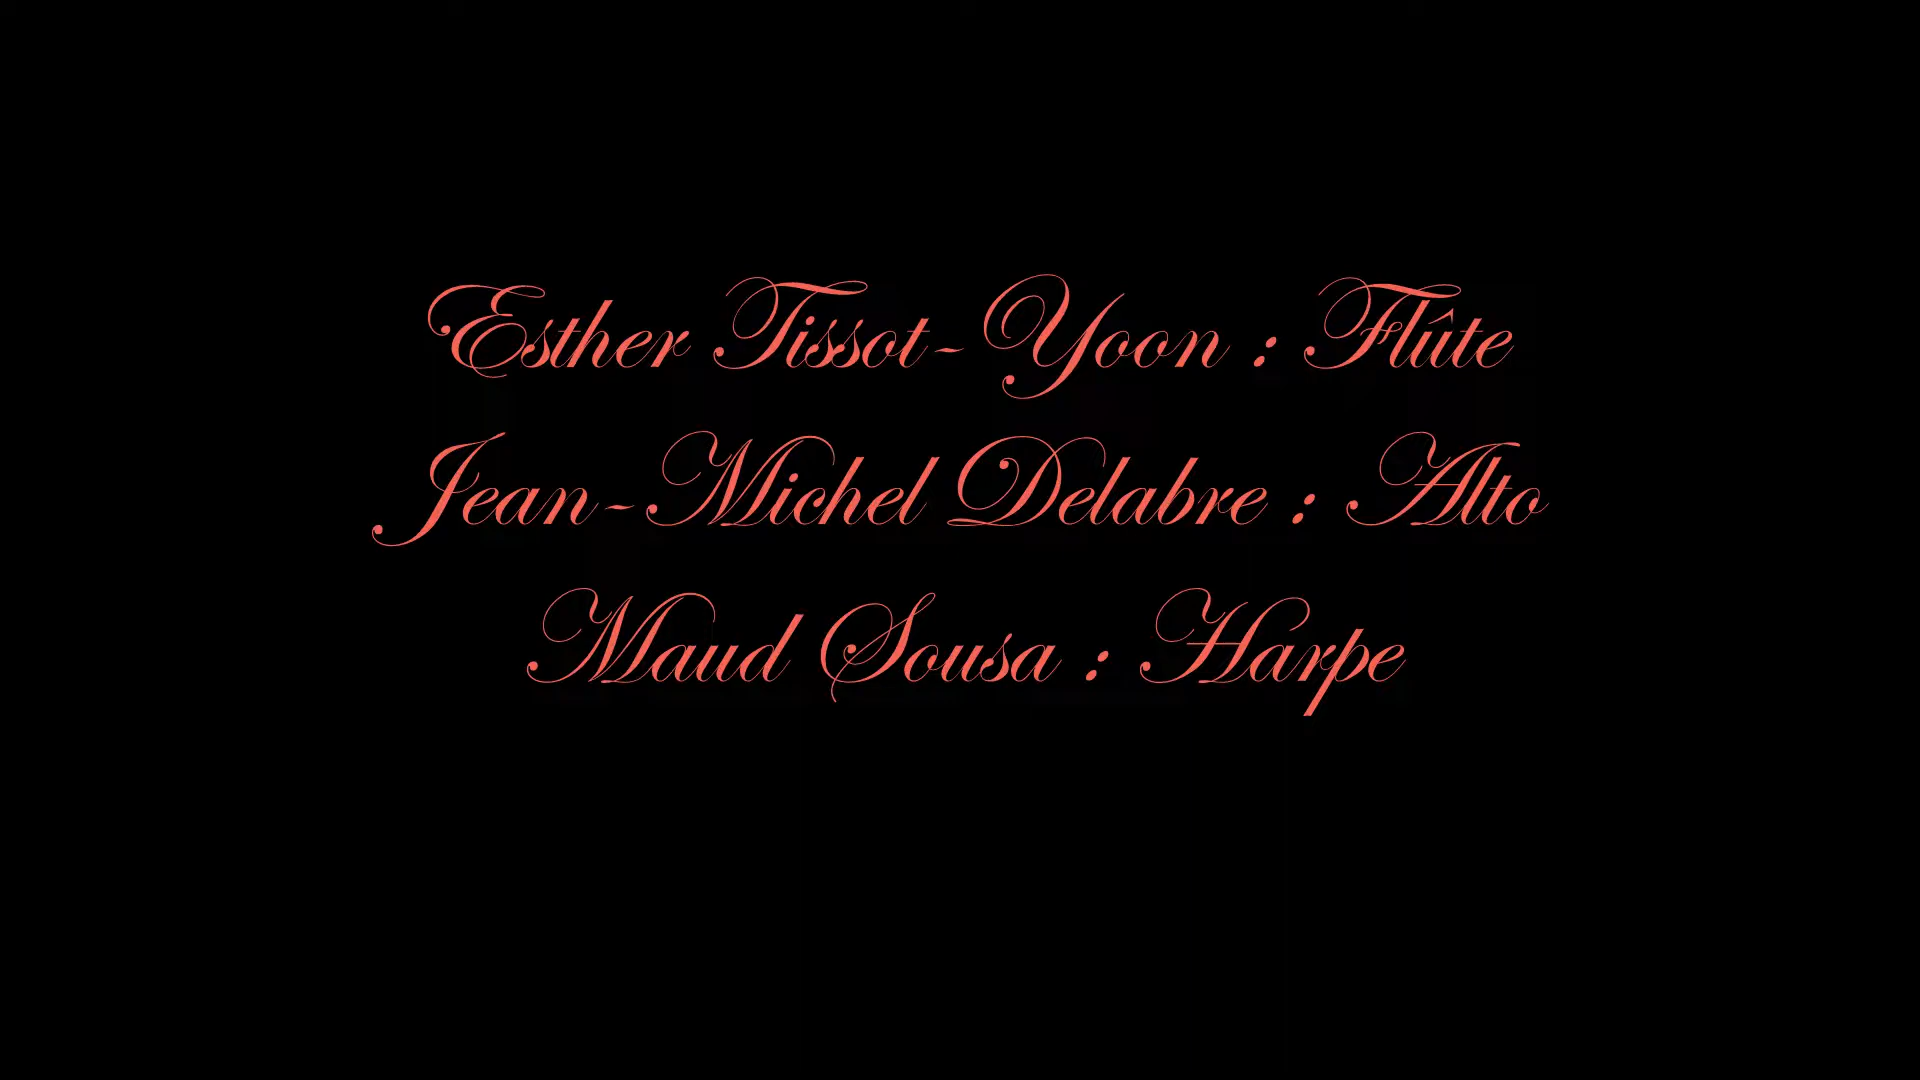 Esther Tissot-Yoon : Flûte
Jean-Michel Delabre : Alto
Maud Sousa : Harpe